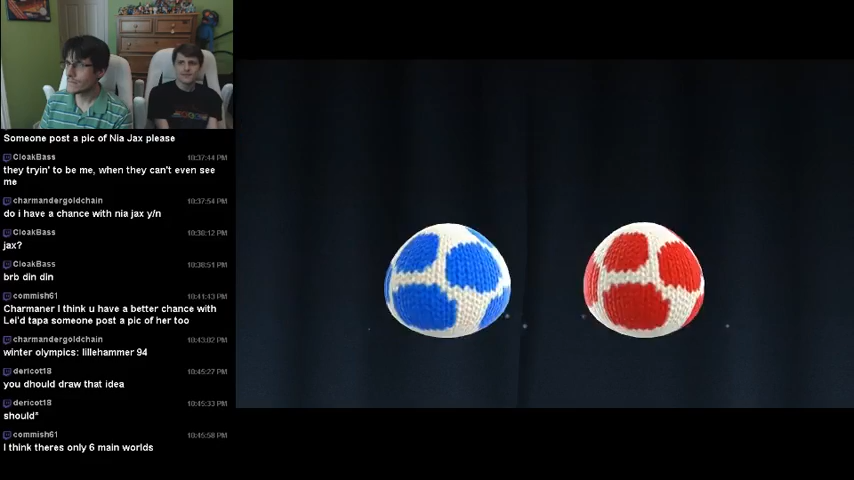 Someone post a pic of Nia Jax please
CloakBass 10:37:44 PM
they tryin' to be me, when they can't even see
me
charmandergoldchain 10:37:54 PM
do i have a chance with nia jax y/n
CloakBass 10:38:12 PM
jax?
CloakBass 10:38:51 PM
brb din din
commish61 10:41:43 PM
Charmaner I think u have a better chance with
Lei'd tapa someone post a pic of her too
charmandergoldchain 10:43:02 PM
winter olympics: lillehammer 94
dericot18 10:45:27 PM
you dhould draw that idea
dericot18 10:45:33 PM
should*
commish61 10:45:58 PM
I think theres only 6 main worlds